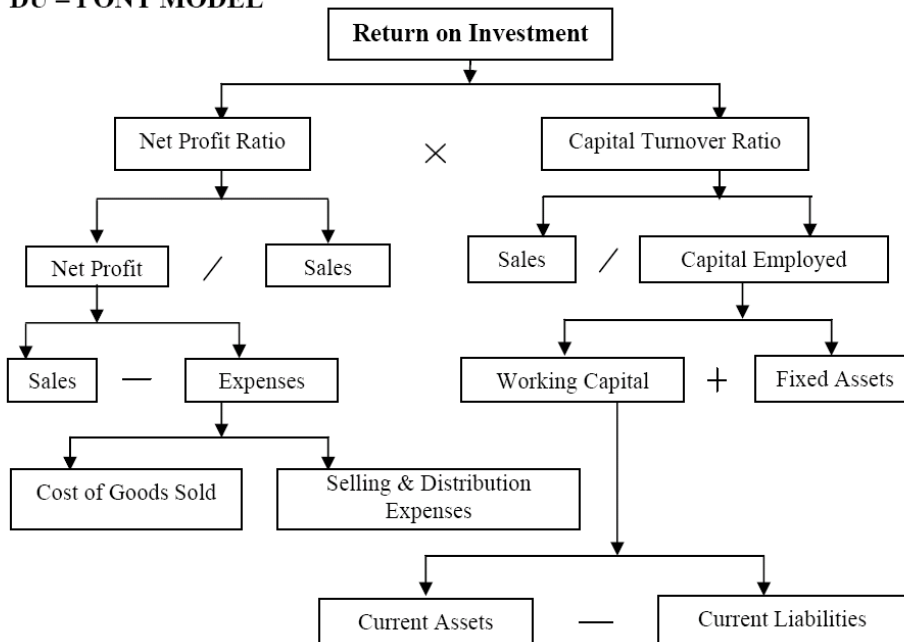 DU – PONT MODEL
Return on Investment
Net Profit Ratio × Capital Turnover Ratio
Net Profit / Sales Sales / Capital Employed
Sales — Expenses Working Capital + Fixed Assets
Cost of Goods Sold
Selling & Distribution
Expenses
Current Assets — Current Liabilities